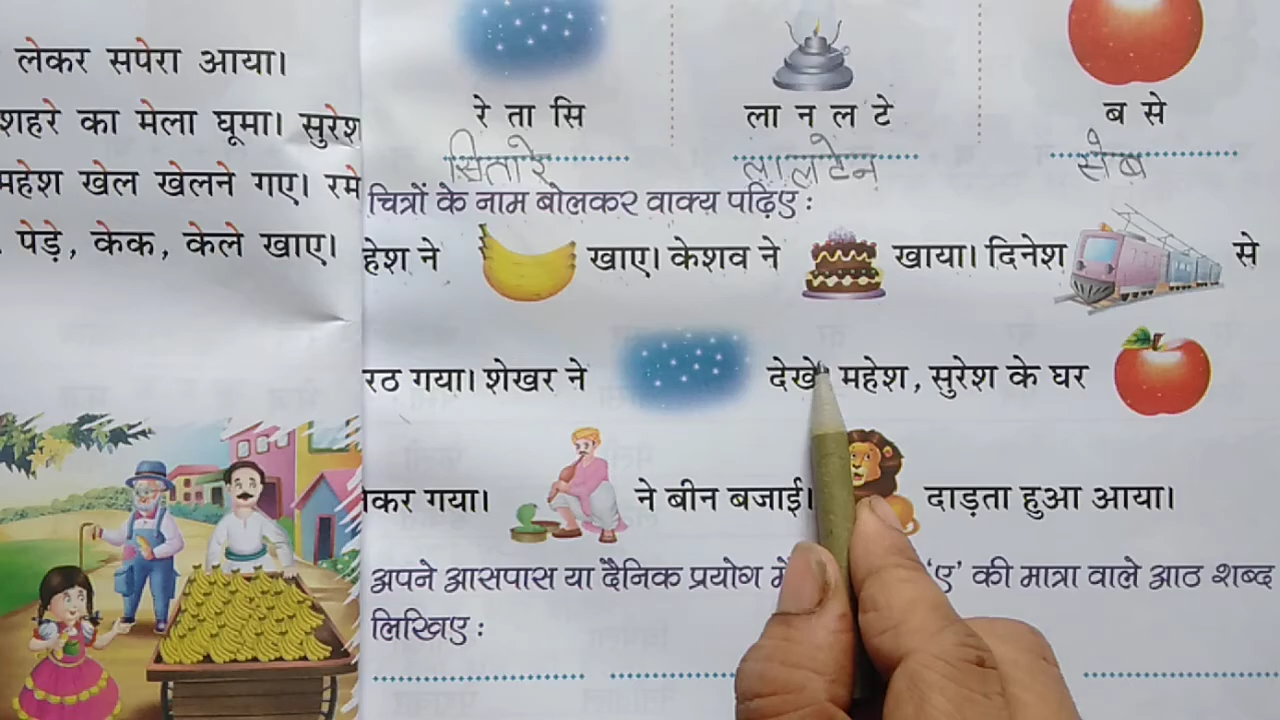 लेकर सपेरा आया।
शहरे का मेला घूमा। सुरेश
महेश खेल खेलने गए। रमे
पेड़े, केक, केले खाए।
रे ता सि
ला न ल टे
ब से
सितारे
लालटेन
सेब
चित्रों के नाम बोलकर वाक्य पढ़िए :
हेश ने खाए। केशव ने खाया। दिनेश से
रठ गया। शेखर ने देखे महेश, सुरेश के घर
कर गया। ने बीन बजाई। दाड़ता हुआ आया।
अपने आसपास या दैनिक प्रयोग में 'ए' की मात्रा वाले आठ शब्द
लिखिए :